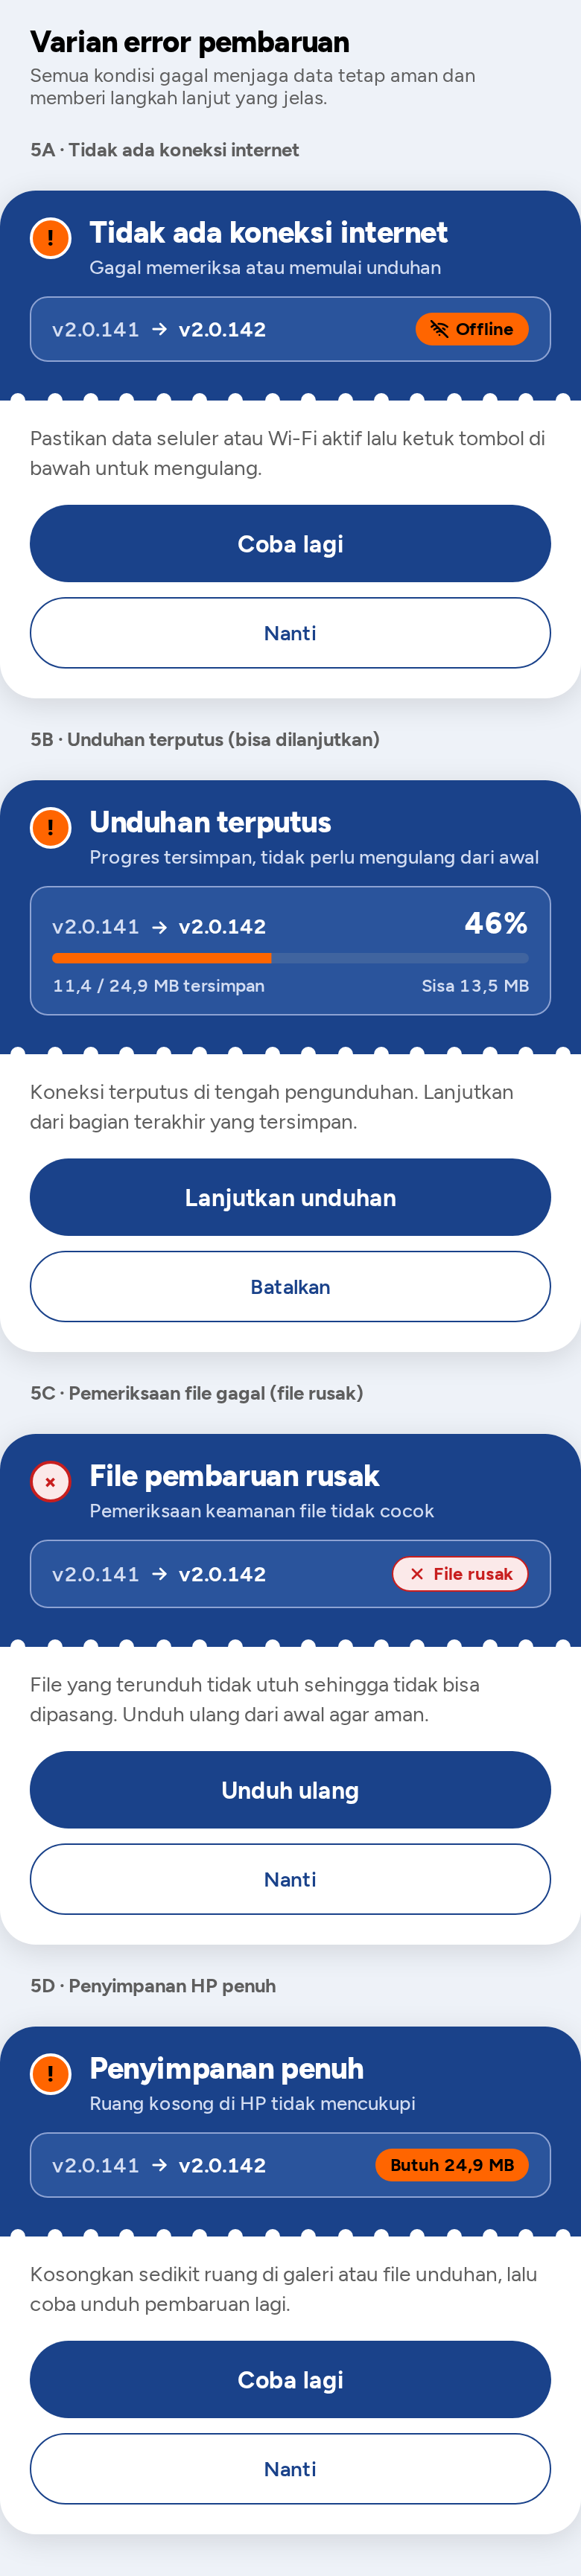 Varian error pembaruan
Semua kondisi gagal menjaga data tetap aman dan
memberi langkah lanjut yang jelas.
5A · Tidak ada koneksi internet
!
Tidak ada koneksi internet
Gagal memeriksa atau memulai unduhan
v2.0.141 → v2.0.142
Offline
Pastikan data seluler atau Wi-Fi aktif lalu ketuk tombol di
bawah untuk mengulang.
Coba lagi
Nanti
5B · Unduhan terputus (bisa dilanjutkan)
!
Unduhan terputus
Progres tersimpan, tidak perlu mengulang dari awal
v2.0.141 → v2.0.142
46%
11,4 / 24,9 MB tersimpan
Sisa 13,5 MB
Koneksi terputus di tengah pengunduhan. Lanjutkan
dari bagian terakhir yang tersimpan.
Lanjutkan unduhan
Batalkan
5C · Pemeriksaan file gagal (file rusak)
×
File pembaruan rusak
Pemeriksaan keamanan file tidak cocok
v2.0.141 → v2.0.142
× File rusak
File yang terunduh tidak utuh sehingga tidak bisa
dipasang. Unduh ulang dari awal agar aman.
Unduh ulang
Nanti
5D · Penyimpanan HP penuh
!
Penyimpanan penuh
Ruang kosong di HP tidak mencukupi
v2.0.141 → v2.0.142
Butuh 24,9 MB
Kosongkan sedikit ruang di galeri atau file unduhan, lalu
coba unduh pembaruan lagi.
Coba lagi
Nanti